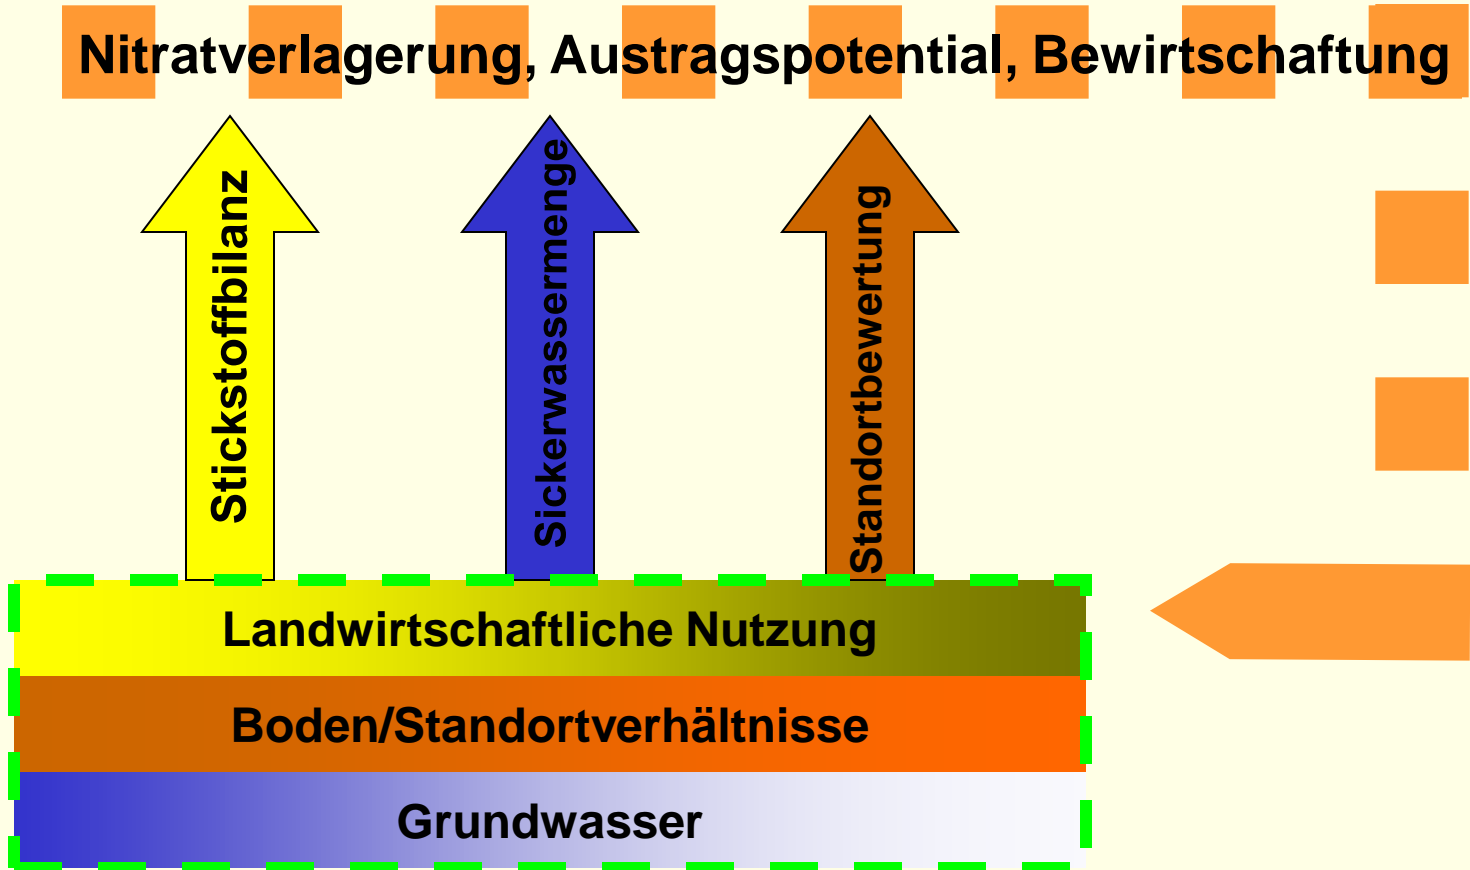 Nitratverlagerung, Austragspotential, Bewirtschaftung
Stickstoffbilanz
Sickerwassermenge
Standortbewertung
Landwirtschaftliche Nutzung
Boden/Standortverhältnisse
Grundwasser